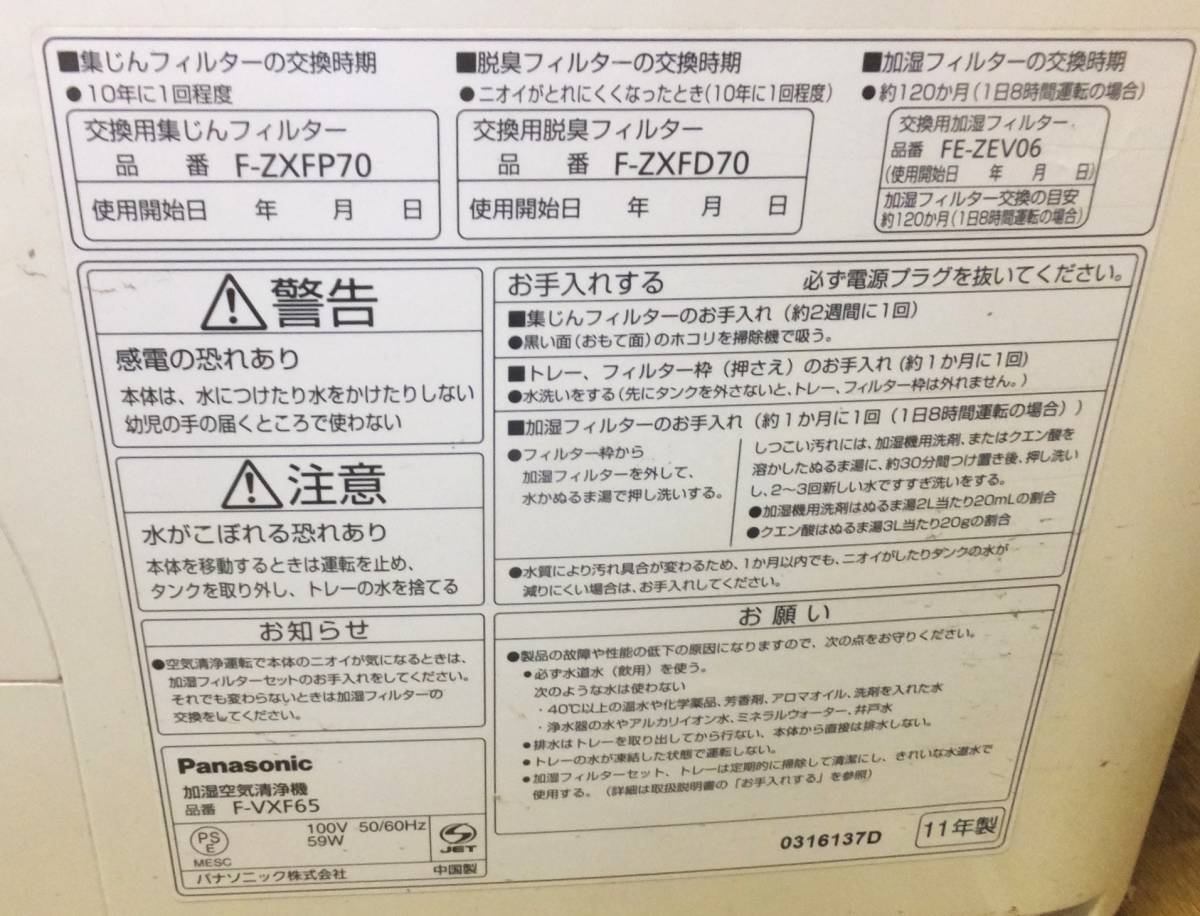 ■集じんフィルターの交換時期
●10年に1回程度
交換用集じんフィルター
品　番　F-ZXFP70
使用開始日　年　月　日
■脱臭フィルターの交換時期
●ニオイがとれにくくなったとき(10年に1回程度)
交換用脱臭フィルター
品　番　F-ZXFD70
使用開始日　年　月　日
■加湿フィルターの交換時期
●約120か月(1日8時間運転の場合)
交換用加湿フィルター
品番　FE-ZEV06
(使用開始日　年　月　日)
加湿フィルター交換の目安
約120か月(1日8時間運転の場合)
警告
感電の恐れあり
本体は、水につけたり水をかけたりしない
幼児の手の届くところで使わない
注意
水がこぼれる恐れあり
本体を移動するときは運転を止め、
タンクを取り外し、トレーの水を捨てる
お知らせ
●空気清浄運転で本体のニオイが気になるときは、
加湿フィルターセットのお手入れをしてください。
それでも変わらないときは加湿フィルターの
交換をしてください。
Panasonic
加湿空気清浄機
品番　F-VXF65
100V 50/60Hz
59W
PS
E
MESC
JET
パナソニック株式会社
中国製
お手入れする　必ず電源プラグを抜いてください。
■集じんフィルターのお手入れ（約2週間に1回）
●黒い面(おもて面)のホコリを掃除機で吸う。
■トレー、フィルター枠（押さえ）のお手入れ(約1か月に1回)
●水洗いをする(先にタンクを外さないと、トレー、フィルター枠は外れません。)
■加湿フィルターのお手入れ（約1か月に1回（1日8時間運転の場合））
●フィルター枠から
加湿フィルターを外して、
水かぬるま湯で押し洗いする。
しつこい汚れには、加湿機用洗剤、またはクエン酸を
溶かしたぬるま湯に、約30分間つけ置き後、押し洗い
し、2～3回新しい水ですすぎ洗いをする。
●加湿機用洗剤はぬるま湯2L当たり20mLの割合
●クエン酸はぬるま湯3L当たり20gの割合
●水質により汚れ具合が変わるため、1か月以内でも、ニオイがしたりタンクの水が
減りにくい場合は、お手入れしてください。
お願い
●製品の故障や性能の低下の原因になりますので、次の点をお守りください。
●必ず水道水（飲用）を使う。
次のような水は使わない
・40℃以上の温水や化学薬品、芳香剤、アロマオイル、洗剤を入れた水
・浄水器の水やアルカリイオン水、ミネラルウォーター、井戸水
●排水はトレーを取り出してから行ない、本体から直接は排水しない。
●トレーの水が凍結した状態で運転しない。
●加湿フィルターセット、トレーは定期的に掃除して清潔にし、きれいな水道水で
使用する。（詳細は取扱説明書の「お手入れする」を参照）
0316137D
11年製